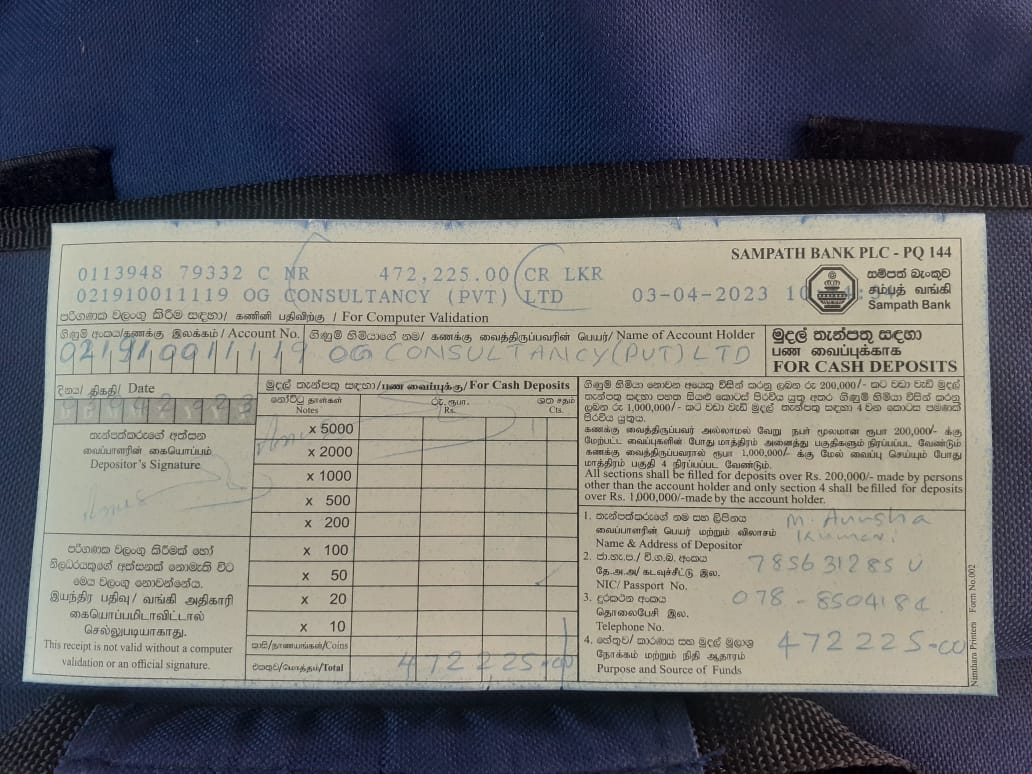 SAMPATH BANK PLC - PQ 144
සම්පත් බැංකුව
சம்பத் வங்கி
Sampath Bank
0113948 79332 C NR 472,225.00 CR LKR
021910011119 OG CONSULTANCY (PVT) LTD 03-04-2023
පරිගණක වලංගු කිරීම සඳහා/ கணினி பதிவிற்கு / For Computer Validation
ගිණුම් අංකය/கணக்கு இலக்கம் / Account No.
ගිණුම් හිමියාගේ නම/ கணக்கு வைத்திருப்பவரின் பெயர்/ Name of Account Holder
021910011119 OG CONSULTANCY (PVT) LTD
මුදල් තැන්පතු සඳහා
பண வைப்புக்காக
FOR CASH DEPOSITS
දිනය/ திகதி/ Date
03042023
තැන්පත්කරුගේ අත්සන
வைப்பாளரின் கையொப்பம்
Depositor's Signature
පරිගණක වලංගු කිරීමක් හෝ
නිලධරයකුගේ අත්සනක් නොමැති විට
මෙය වලංගු නොවන්නේය.
இயந்திர பதிவு/ வங்கி அதிகாரி
கையொப்பமிடாவிட்டால்
செல்லுபடியாகாது.
This receipt is not valid without a computer
validation or an official signature.
මුදල් තැන්පතු සඳහා/பண வைப்புக்கு/ For Cash Deposits
නෝට්ටු தாள்கள்
Notes
රු. ரூபா.
Rs.
ශත சதம்
Cts.
x 5000
x 2000
x 1000
x 500
x 200
x 100
x 50
x 20
x 10
කාසි/நாணயங்கள்/Coins
එකතුව/மொத்தம்/Total 472225-00
ගිණුම් හිමියා නොවන අයෙකු විසින් කරනු ලබන රු 200,000/- කට වඩා වැඩි මුදල්
තැන්පතු සඳහා පහත සියළු කොටස් පිරවිය යුතු අතර ගිණුම් හිමියා විසින් කරනු
ලබන රු 1,000,000/- කට වඩා වැඩි මුදල් තැන්පතු සඳහා 4 වන කොටස පමණක්
පිරවිය යුතුය.
கணக்கு வைத்திருப்பவர் அல்லாமல் வேறு நபர் மூலமான ரூபா 200,000/- க்கு
மேற்பட்ட வைப்புகளின் போது மாத்திரம் அனைத்து பகுதிகளும் நிரப்பப்பட வேண்டும்
கணக்கு வைத்திருப்பவரால் ரூபா 1,000,000/- க்கு மேல் வைப்பு செய்யும் போது
மாத்திரம் பகுதி 4 நிரப்பப்பட வேண்டும்.
All sections shall be filled for deposits over Rs. 200,000/- made by persons
other than the account holder and only section 4 shall be filled for deposits
over Rs. 1,000,000/-made by the account holder.
1. තැන්පත්කරුගේ නම සහ ලිපිනය
வைப்பாளரின் பெயர் மற்றும் விலாசம்
Name & Address of Depositor
M. Anusha
Kumari
2. ජා.හැ.ප./ වි.ග.බ. අංකය
தே.அ.அ/ கடவுச்சீட்டு இல.
NIC/ Passport No.
785631285 V
3. දුරකථන අංකය
தொலைபேசி இல.
Telephone No.
4. හේතුව/ කාරණය සහ මුදල් මූලාශ්‍ර
நோக்கம் மற்றும் நிதி ஆதாரம்
Purpose and Source of Funds
472225-00
Nimthara Printers Form No.002